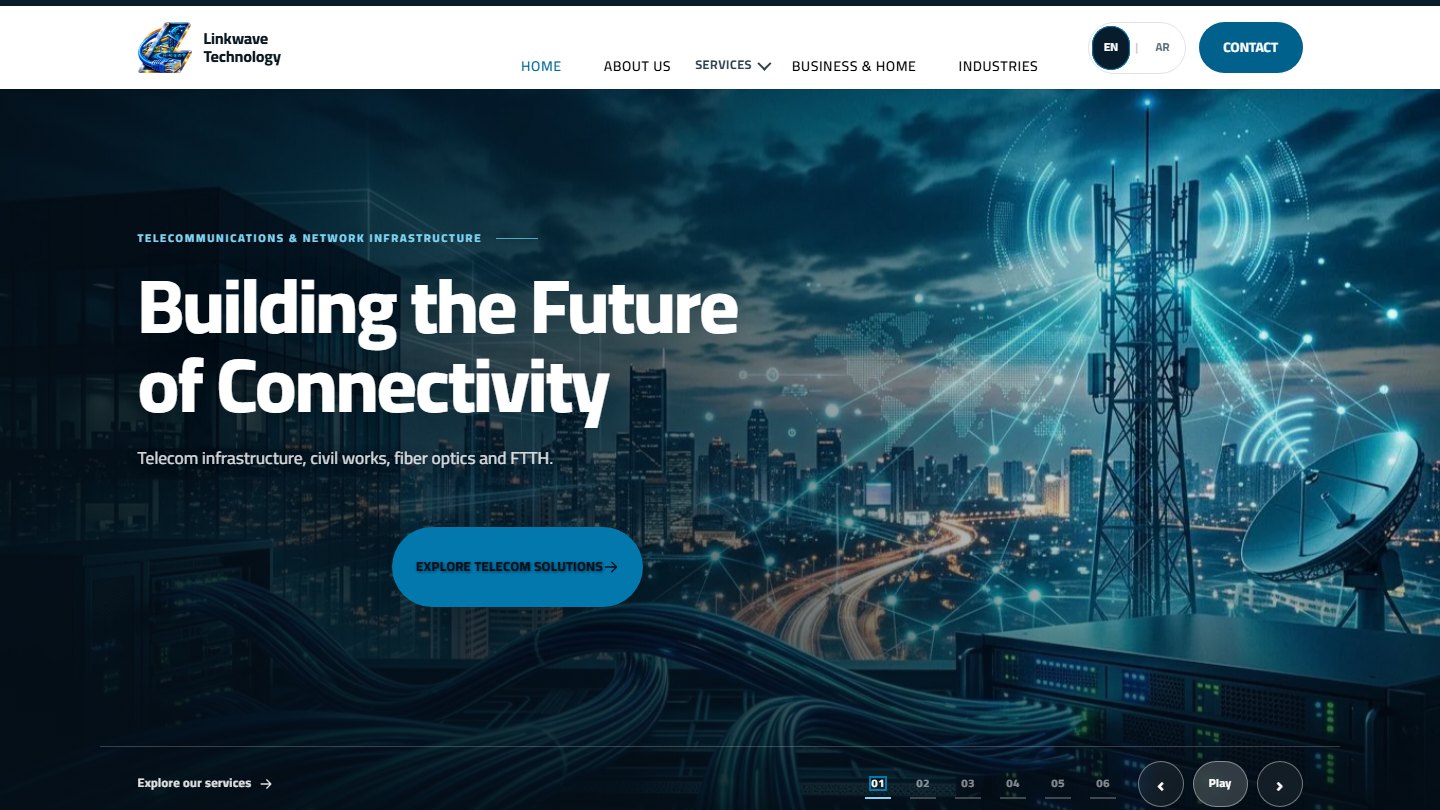 Linkwave
Technology
HOME
ABOUT US
SERVICES
BUSINESS & HOME
INDUSTRIES
EN | AR
CONTACT
TELECOMMUNICATIONS & NETWORK INFRASTRUCTURE
Building the Future
of Connectivity
Telecom infrastructure, civil works, fiber optics and FTTH.
EXPLORE TELECOM SOLUTIONS→
Explore our services →
01
02
03
04
05
06
‹
Play
›